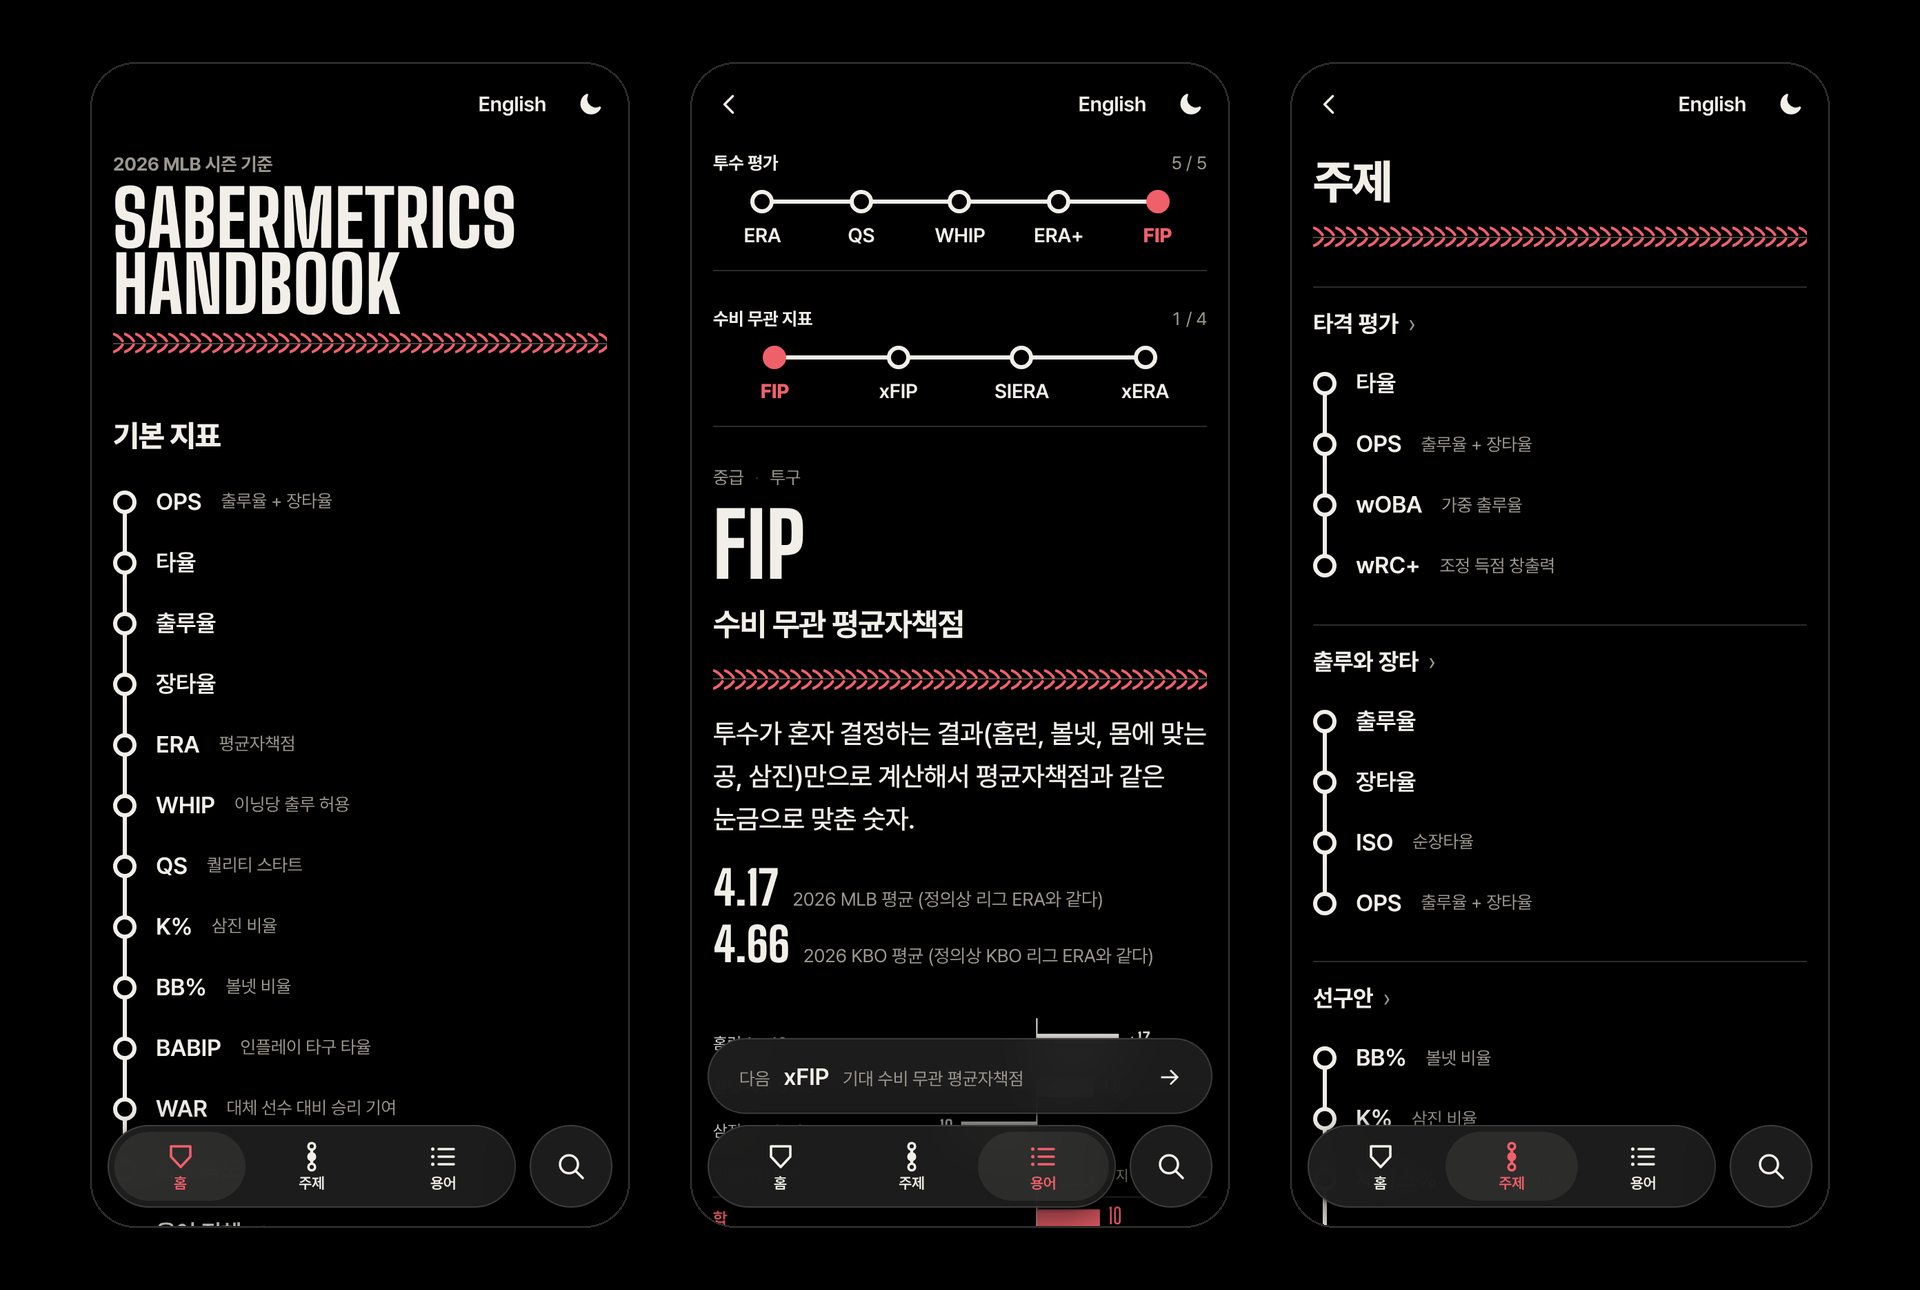 English
2026 MLB 시즌 기준
SABERMETRICS
HANDBOOK
기본 지표
OPS 출루율 + 장타율
타율
출루율
장타율
ERA 평균자책점
WHIP 이닝당 출루 허용
QS 퀄리티 스타트
K% 삼진 비율
BB% 볼넷 비율
BABIP 인플레이 타구 타율
WAR 대체 선수 대비 승리 기여
홈 주제 용어
English
투수 평가 5 / 5
ERA QS WHIP ERA+ FIP
수비 무관 지표 1 / 4
FIP xFIP SIERA xERA
중급 · 투구
FIP
수비 무관 평균자책점
투수가 혼자 결정하는 결과(홈런, 볼넷, 몸에 맞는
공, 삼진)만으로 계산해서 평균자책점과 같은
눈금으로 맞춘 숫자.
4.17 2026 MLB 평균 (정의상 리그 ERA와 같다)
4.66 2026 KBO 평균 (정의상 KBO 리그 ERA와 같다)
다음 xFIP 기대 수비 무관 평균자책점
홈 주제 용어
지
합 10
English
주제
타격 평가 ›
타율
OPS 출루율 + 장타율
wOBA 가중 출루율
wRC+ 조정 득점 창출력
출루와 장타 ›
출루율
장타율
ISO 순장타율
OPS 출루율 + 장타율
선구안 ›
BB% 볼넷 비율
K% 삼진 비율
홈 주제 용어